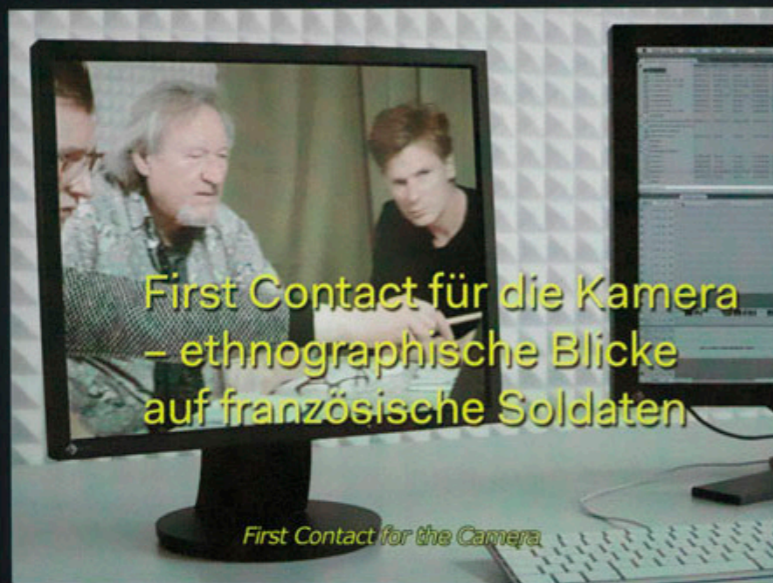 First Contact für die Kamera
– ethnographische Blicke
auf französische Soldaten
First Contact for the Camera